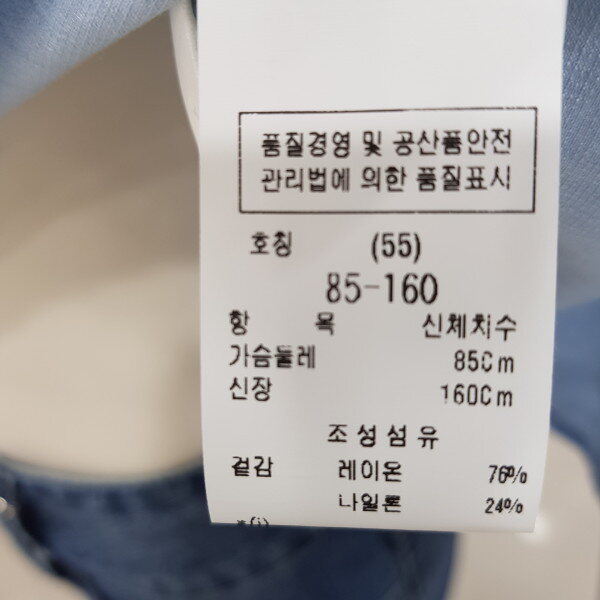 품질경영 및 공산품안전
관리법에 의한 품질표시
호칭 (55)
85-160
항 목 신체치수
가슴둘레 85Cm
신장 160Cm
조성섬유
겉감 레이온 76%
나일론 24%